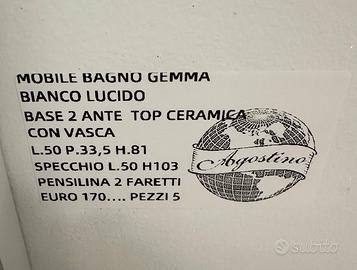 MOBILE BAGNO GEMMA
BIANCO LUCIDO
BASE 2 ANTE TOP CERAMICA
CON VASCA
L.50 P.33,5 H.81
SPECCHIO L.50 H103
PENSILINA 2 FARETTI
EURO 170.... PEZZI 5
Agostino
subito